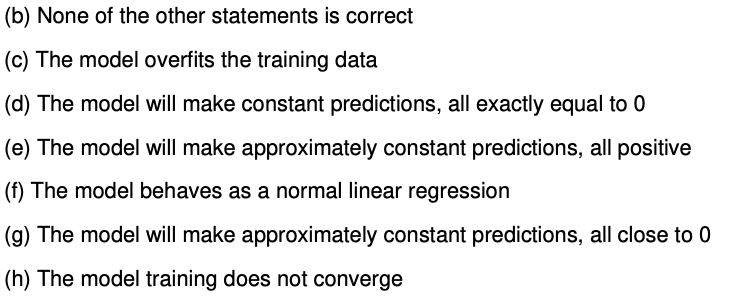 (b) None of the other statements is correct
(c) The model overfits the training data
(d) The model will make constant predictions, all exactly equal to 0
(e) The model will make approximately constant predictions, all positive
(f) The model behaves as a normal linear regression
(g) The model will make approximately constant predictions, all close to 0
(h) The model training does not converge